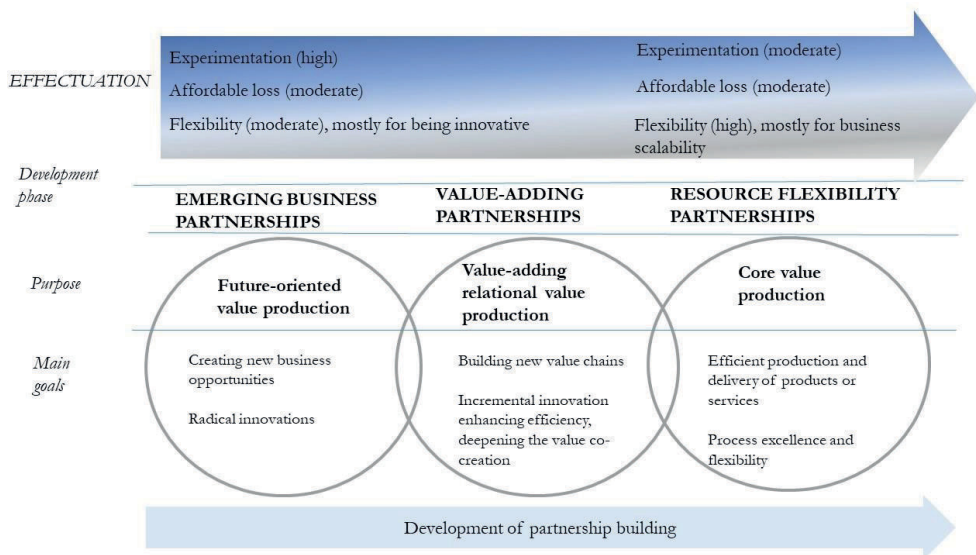 EFFECTUATION
Experimentation (high)
Affordable loss (moderate)
Flexibility (moderate), mostly for being innovative
Experimentation (moderate)
Affordable loss (moderate)
Flexibility (high), mostly for business
scalability
Development
phase
EMERGING BUSINESS
PARTNERSHIPS
VALUE-ADDING
PARTNERSHIPS
RESOURCE FLEXIBILITY
PARTNERSHIPS
Purpose
Future-oriented
value production
Value-adding
relational value
production
Core value
production
Main
goals
Creating new business
opportunities
Radical innovations
Building new value chains
Incremental innovation
enhancing efficiency,
deepening the value co-
creation
Efficient production and
delivery of products or
services
Process excellence and
flexibility
Development of partnership building